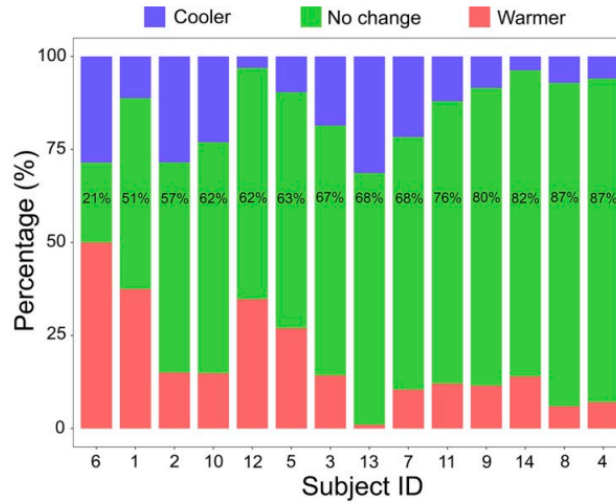 Cooler No change Warmer
100
75
50
25
0
Percentage (%)
21% 51% 57% 62% 62% 63% 67% 68% 68% 76% 80% 82% 87% 87%
6 1 2 10 12 5 3 13 7 11 9 14 8 4
Subject ID